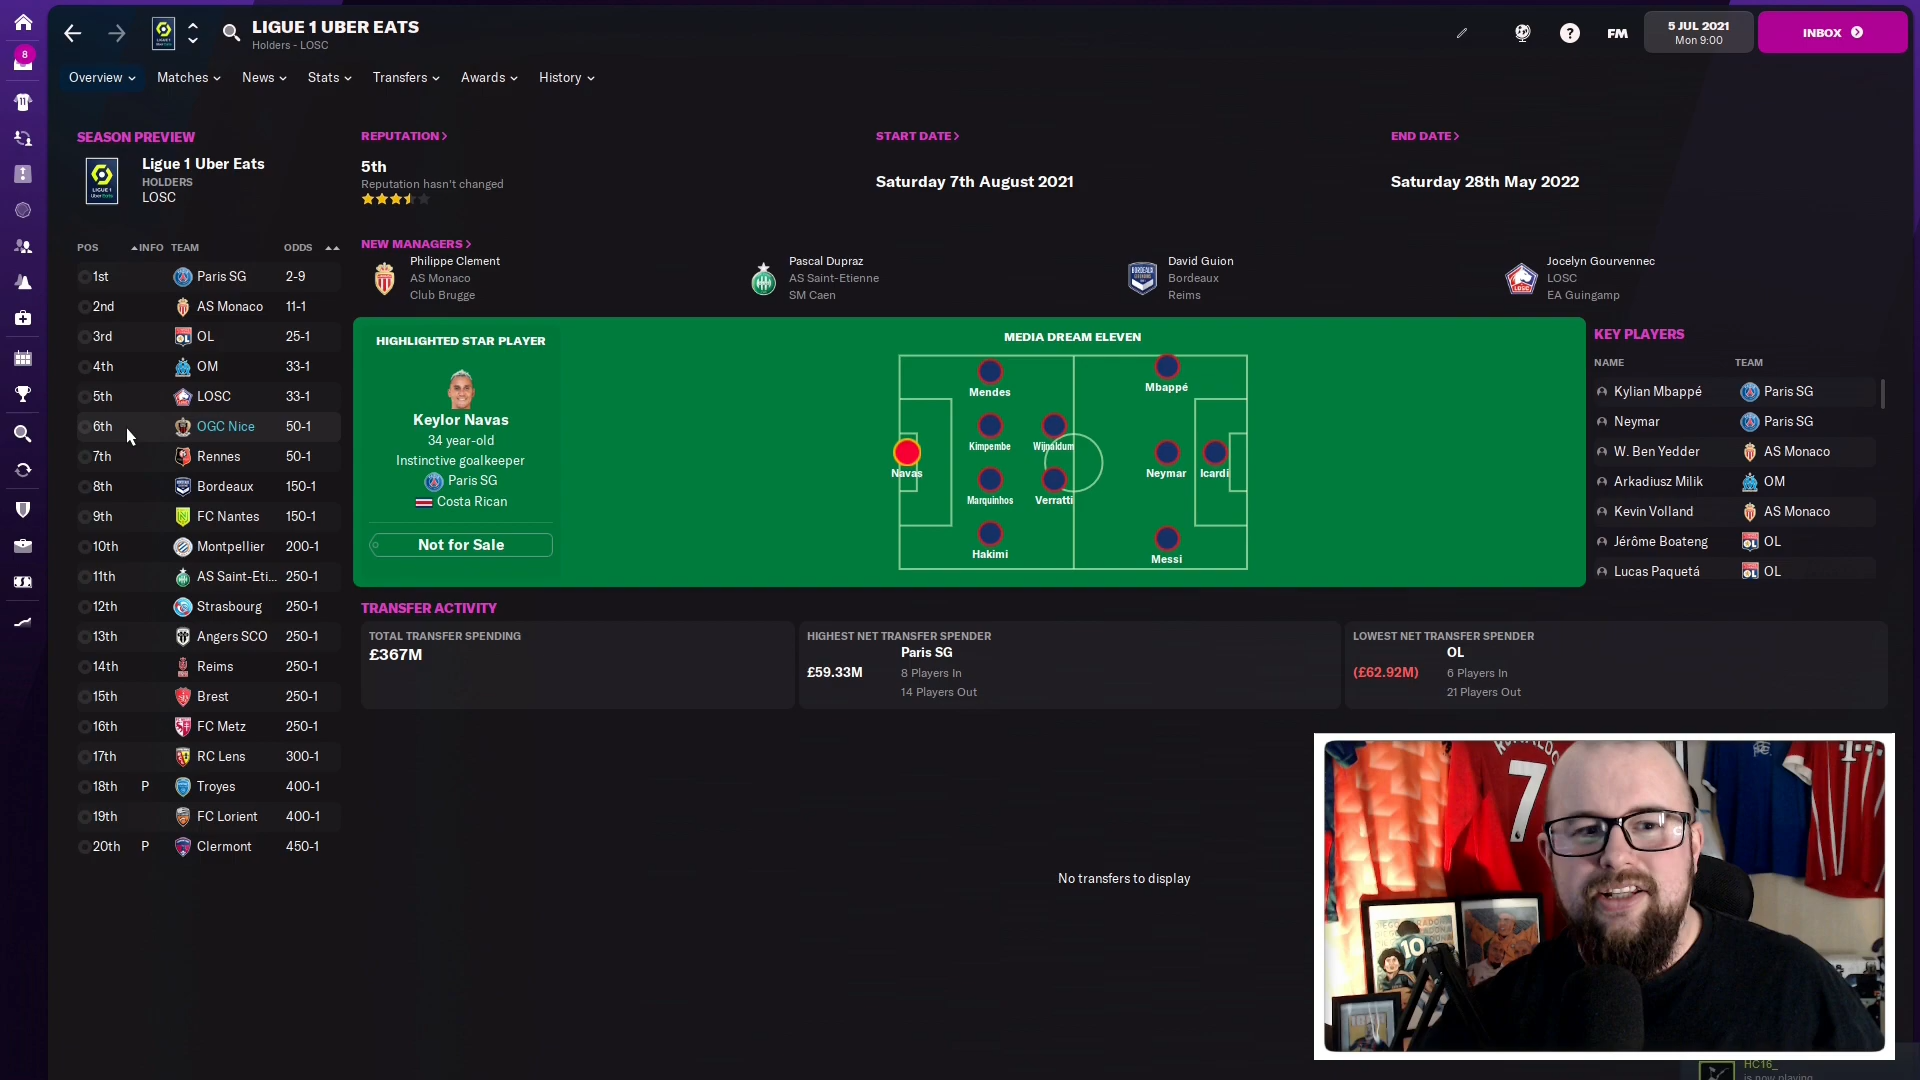 LIGUE 1 UBER EATS
Holders - LOSC
FM
5 JUL 2021
Mon 9:00
INBOX
8
Overview
Matches
News
Stats
Transfers
Awards
History
SEASON PREVIEW
Ligue 1 Uber Eats
HOLDERS
LOSC
REPUTATION
5th
Reputation hasn't changed
START DATE
Saturday 7th August 2021
END DATE
Saturday 28th May 2022
NEW MANAGERS
Philippe Clement
AS Monaco
Club Brugge
Pascal Dupraz
AS Saint-Etienne
SM Caen
David Guion
Bordeaux
Reims
Jocelyn Gourvennec
LOSC
EA Guingamp
POS INFO TEAM ODDS
1st Paris SG 2-9
2nd AS Monaco 11-1
3rd OL 25-1
4th OM 33-1
5th LOSC 33-1
6th OGC Nice 50-1
7th Rennes 50-1
8th Bordeaux 150-1
9th FC Nantes 150-1
10th Montpellier 200-1
11th AS Saint-Eti... 250-1
12th Strasbourg 250-1
13th Angers SCO 250-1
14th Reims 250-1
15th Brest 250-1
16th FC Metz 250-1
17th RC Lens 300-1
18th P Troyes 400-1
19th FC Lorient 400-1
20th P Clermont 450-1
HIGHLIGHTED STAR PLAYER
Keylor Navas
34 year-old
Instinctive goalkeeper
Paris SG
Costa Rican
Not for Sale
MEDIA DREAM ELEVEN
Mendes
Mbappé
Kimpembe
Wijnaldum
Navas
Neymar
Icardi
Marquinhos
Verratti
Hakimi
Messi
KEY PLAYERS
NAME TEAM
Kylian Mbappé Paris SG
Neymar Paris SG
W. Ben Yedder AS Monaco
Arkadiusz Milik OM
Kevin Volland AS Monaco
Jérôme Boateng OL
Lucas Paquetá OL
TRANSFER ACTIVITY
TOTAL TRANSFER SPENDING
£367M
HIGHEST NET TRANSFER SPENDER
Paris SG
£59.33M
8 Players In
14 Players Out
LOWEST NET TRANSFER SPENDER
OL
(£62.92M)
6 Players In
21 Players Out
No transfers to display
RONALDO
7
10
HC16_
is now playing